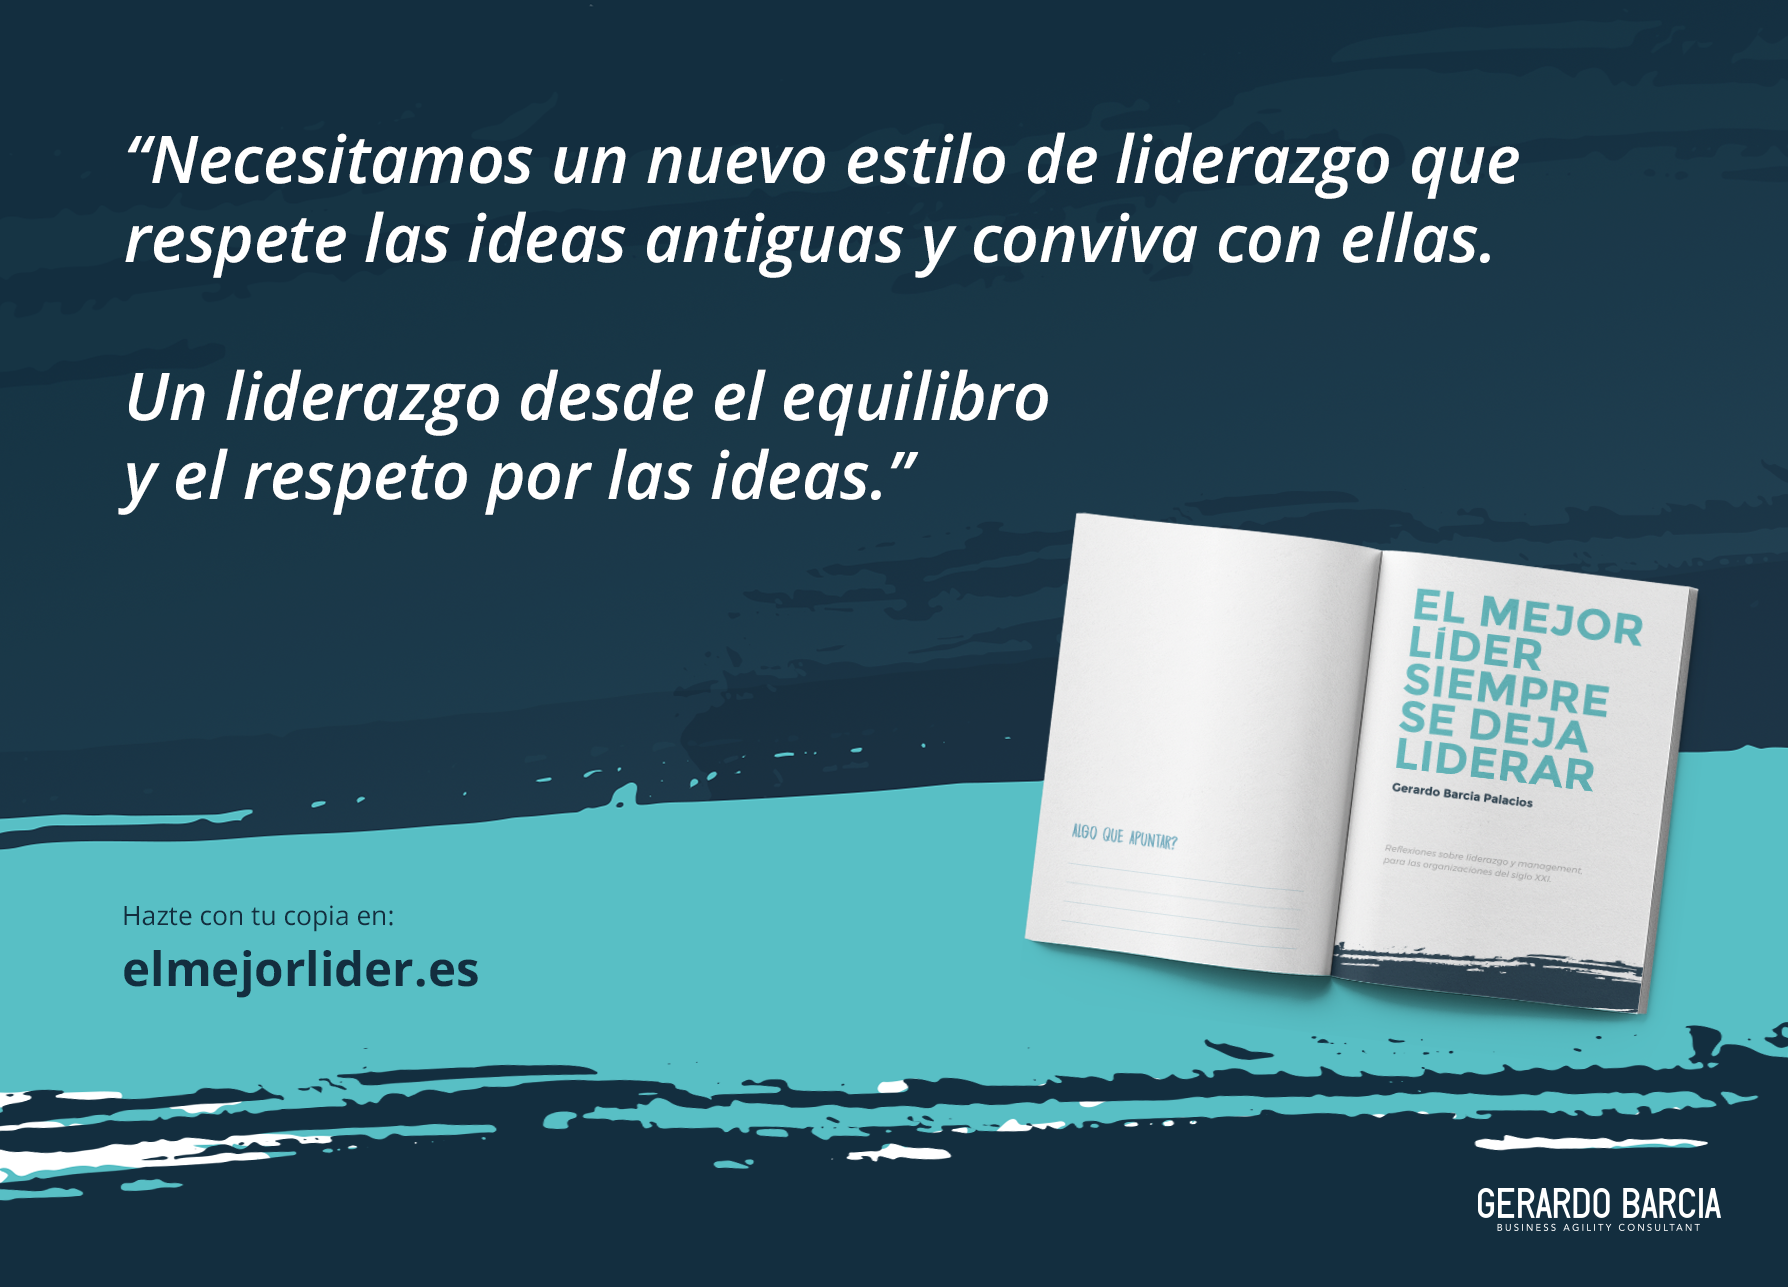 “Necesitamos un nuevo estilo de liderazgo que
respete las ideas antiguas y conviva con ellas.
Un liderazgo desde el equilibro
y el respeto por las ideas.”
EL MEJOR
LÍDER
SIEMPRE
SE DEJA
LIDERAR
Gerardo Barcia Palacios
Reflexiones sobre liderazgo y management,
para las organizaciones del siglo XXI.
ALGO QUE APUNTAR?
Hazte con tu copia en:
elmejorlider.es
GERARDO BARCIA
BUSINESS AGILITY CONSULTANT